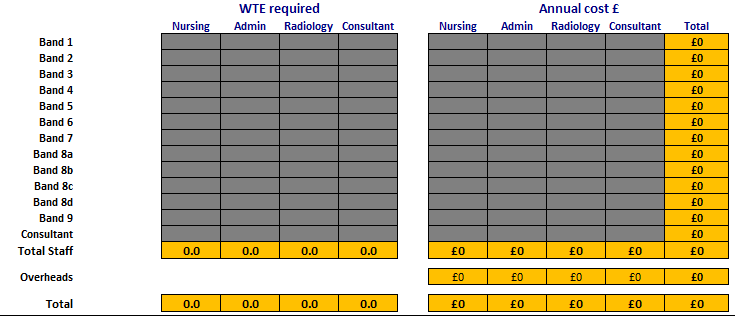 WTE required Annual cost £
Nursing Admin Radiology Consultant Nursing Admin Radiology Consultant Total
Band 1 £0
Band 2 £0
Band 3 £0
Band 4 £0
Band 5 £0
Band 6 £0
Band 7 £0
Band 8a £0
Band 8b £0
Band 8c £0
Band 8d £0
Band 9 £0
Consultant £0
Total Staff 0.0 0.0 0.0 0.0 £0 £0 £0 £0 £0
Overheads £0 £0 £0 £0 £0
Total 0.0 0.0 0.0 0.0 £0 £0 £0 £0 £0